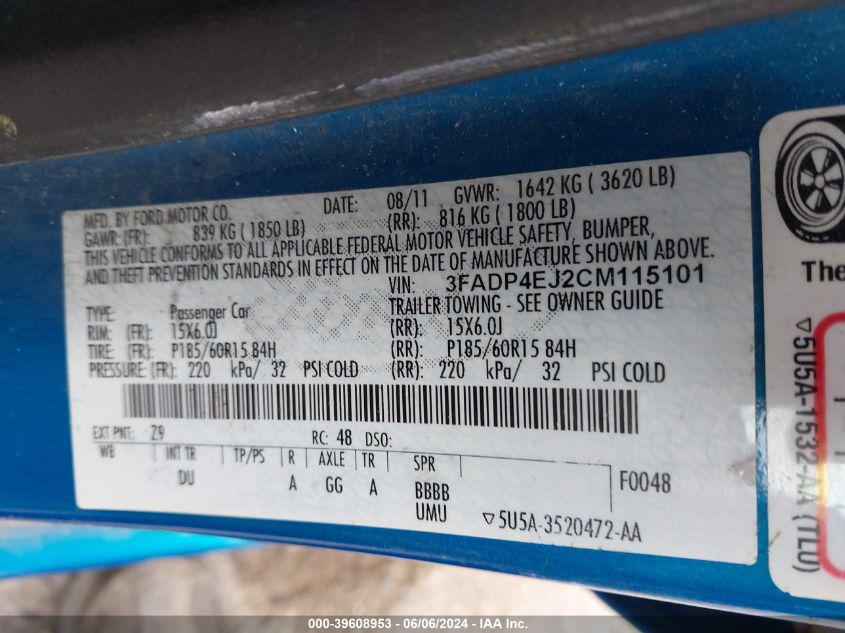 MFD. BY FORD MOTOR CO. DATE: 08/11 GVWR: 1642 KG ( 3620 LB)
GAWR: (FR): 839 KG ( 1850 LB) (RR): 816 KG ( 1800 LB)
THIS VEHICLE CONFORMS TO ALL APPLICABLE FEDERAL MOTOR VEHICLE SAFETY, BUMPER,
AND THEFT PREVENTION STANDARDS IN EFFECT ON THE DATE OF MANUFACTURE SHOWN ABOVE.
VIN: 3FADP4EJ2CM115101
TYPE: Passenger Car TRAILER TOWING - SEE OWNER GUIDE
RIM: (FR): 15X6.0J (RR): 15X6.0J
TIRE: (FR): P185/60R15 84H (RR): P185/60R15 84H
PRESSURE: (FR): 220 kPa/ 32 PSI COLD (RR): 220 kPa/ 32 PSI COLD
EXT PNT: Z9 RC: 48 DSO:
WB INT TR TP/PS R AXLE TR SPR
DU A GG A BBBB
UMU
F0048
▽5U5A-3520472-AA
The
▽5U5A-1532-AA (TLU)
000-39608953 - 06/06/2024 - IAA Inc.